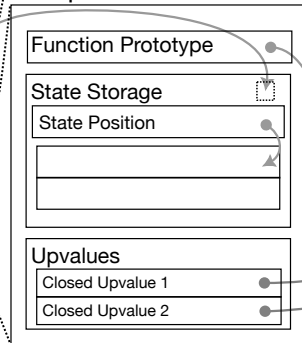 Function Prototype
State Storage
State Position
Upvalues
Closed Upvalue 1
Closed Upvalue 2